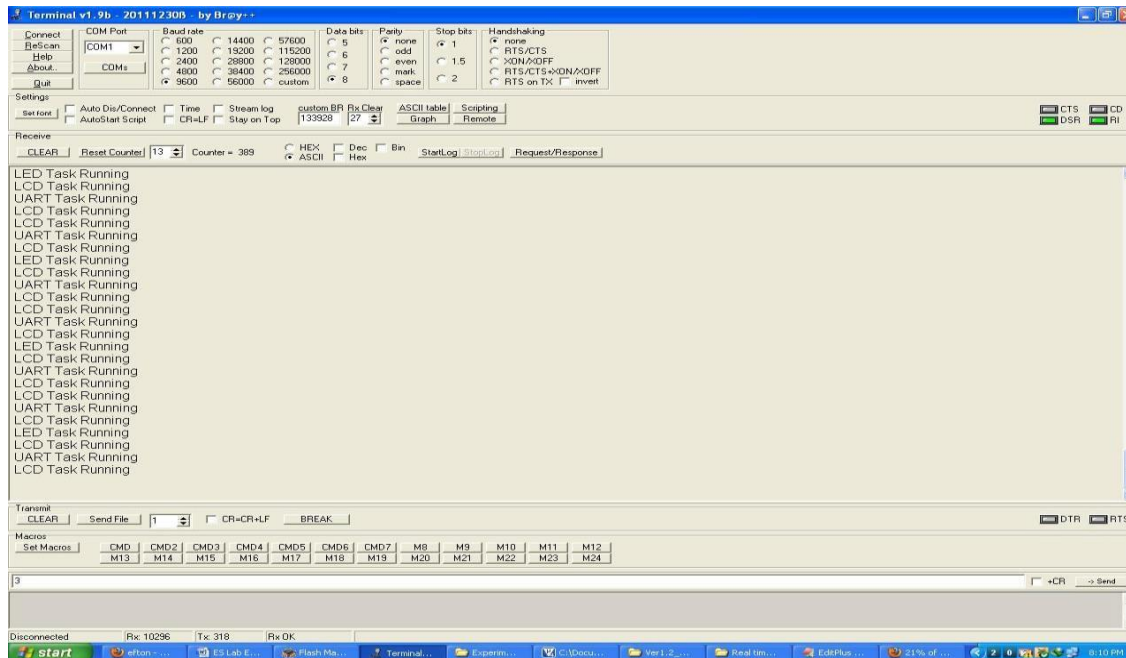 Terminal v1.9b - 20111230ß - by Br@y++
Connect
ReScan
Help
About..
Quit
COM Port
COM1
COMs
Baud rate
600 14400 57600
1200 19200 115200
2400 28800 128000
4800 38400 256000
9600 56000 custom
Data bits
5
6
7
8
Parity
none
odd
even
mark
space
Stop bits
1
1.5
2
Handshaking
none
RTS/CTS
XON/XOFF
RTS/CTS+XON/XOFF
RTS on TX invert
Settings
Set font
Auto Dis/Connect Time Stream log
AutoStart Script CR=LF Stay on Top
custom BR Rx Clear
133928 27
ASCII table Scripting
Graph Remote
CTS CD
DSR RI
Receive
CLEAR Reset Counter 13 Counter = 389
HEX Dec Bin
ASCII Hex
StartLog StopLog Request/Response
LED Task Running
LCD Task Running
UART Task Running
LCD Task Running
LCD Task Running
UART Task Running
LCD Task Running
LED Task Running
LCD Task Running
UART Task Running
LCD Task Running
LCD Task Running
UART Task Running
LCD Task Running
LED Task Running
LCD Task Running
UART Task Running
LCD Task Running
LCD Task Running
UART Task Running
LCD Task Running
LED Task Running
LCD Task Running
UART Task Running
LCD Task Running
Transmit
CLEAR Send File 1 CR=CR+LF BREAK
DTR RTS
Macros
Set Macros
CMD CMD2 CMD3 CMD4 CMD5 CMD6 CMD7 M8 M9 M10 M11 M12
M13 M14 M15 M16 M17 M18 M19 M20 M21 M22 M23 M24
3
+CR -> Send
Disconnected Rx: 10296 Tx: 318 Rx OK
start efton - ... ES Lab E... Flash Ma... Terminal... Experim... C:\Docu... Ver1.2_... Real tim... EditPlus ... 21% of ... 2 0 8:10 PM